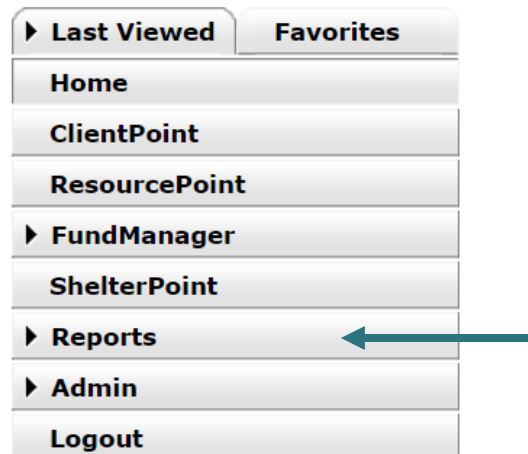 Last Viewed Favorites
Home
ClientPoint
ResourcePoint
FundManager
ShelterPoint
Reports
Admin
Logout